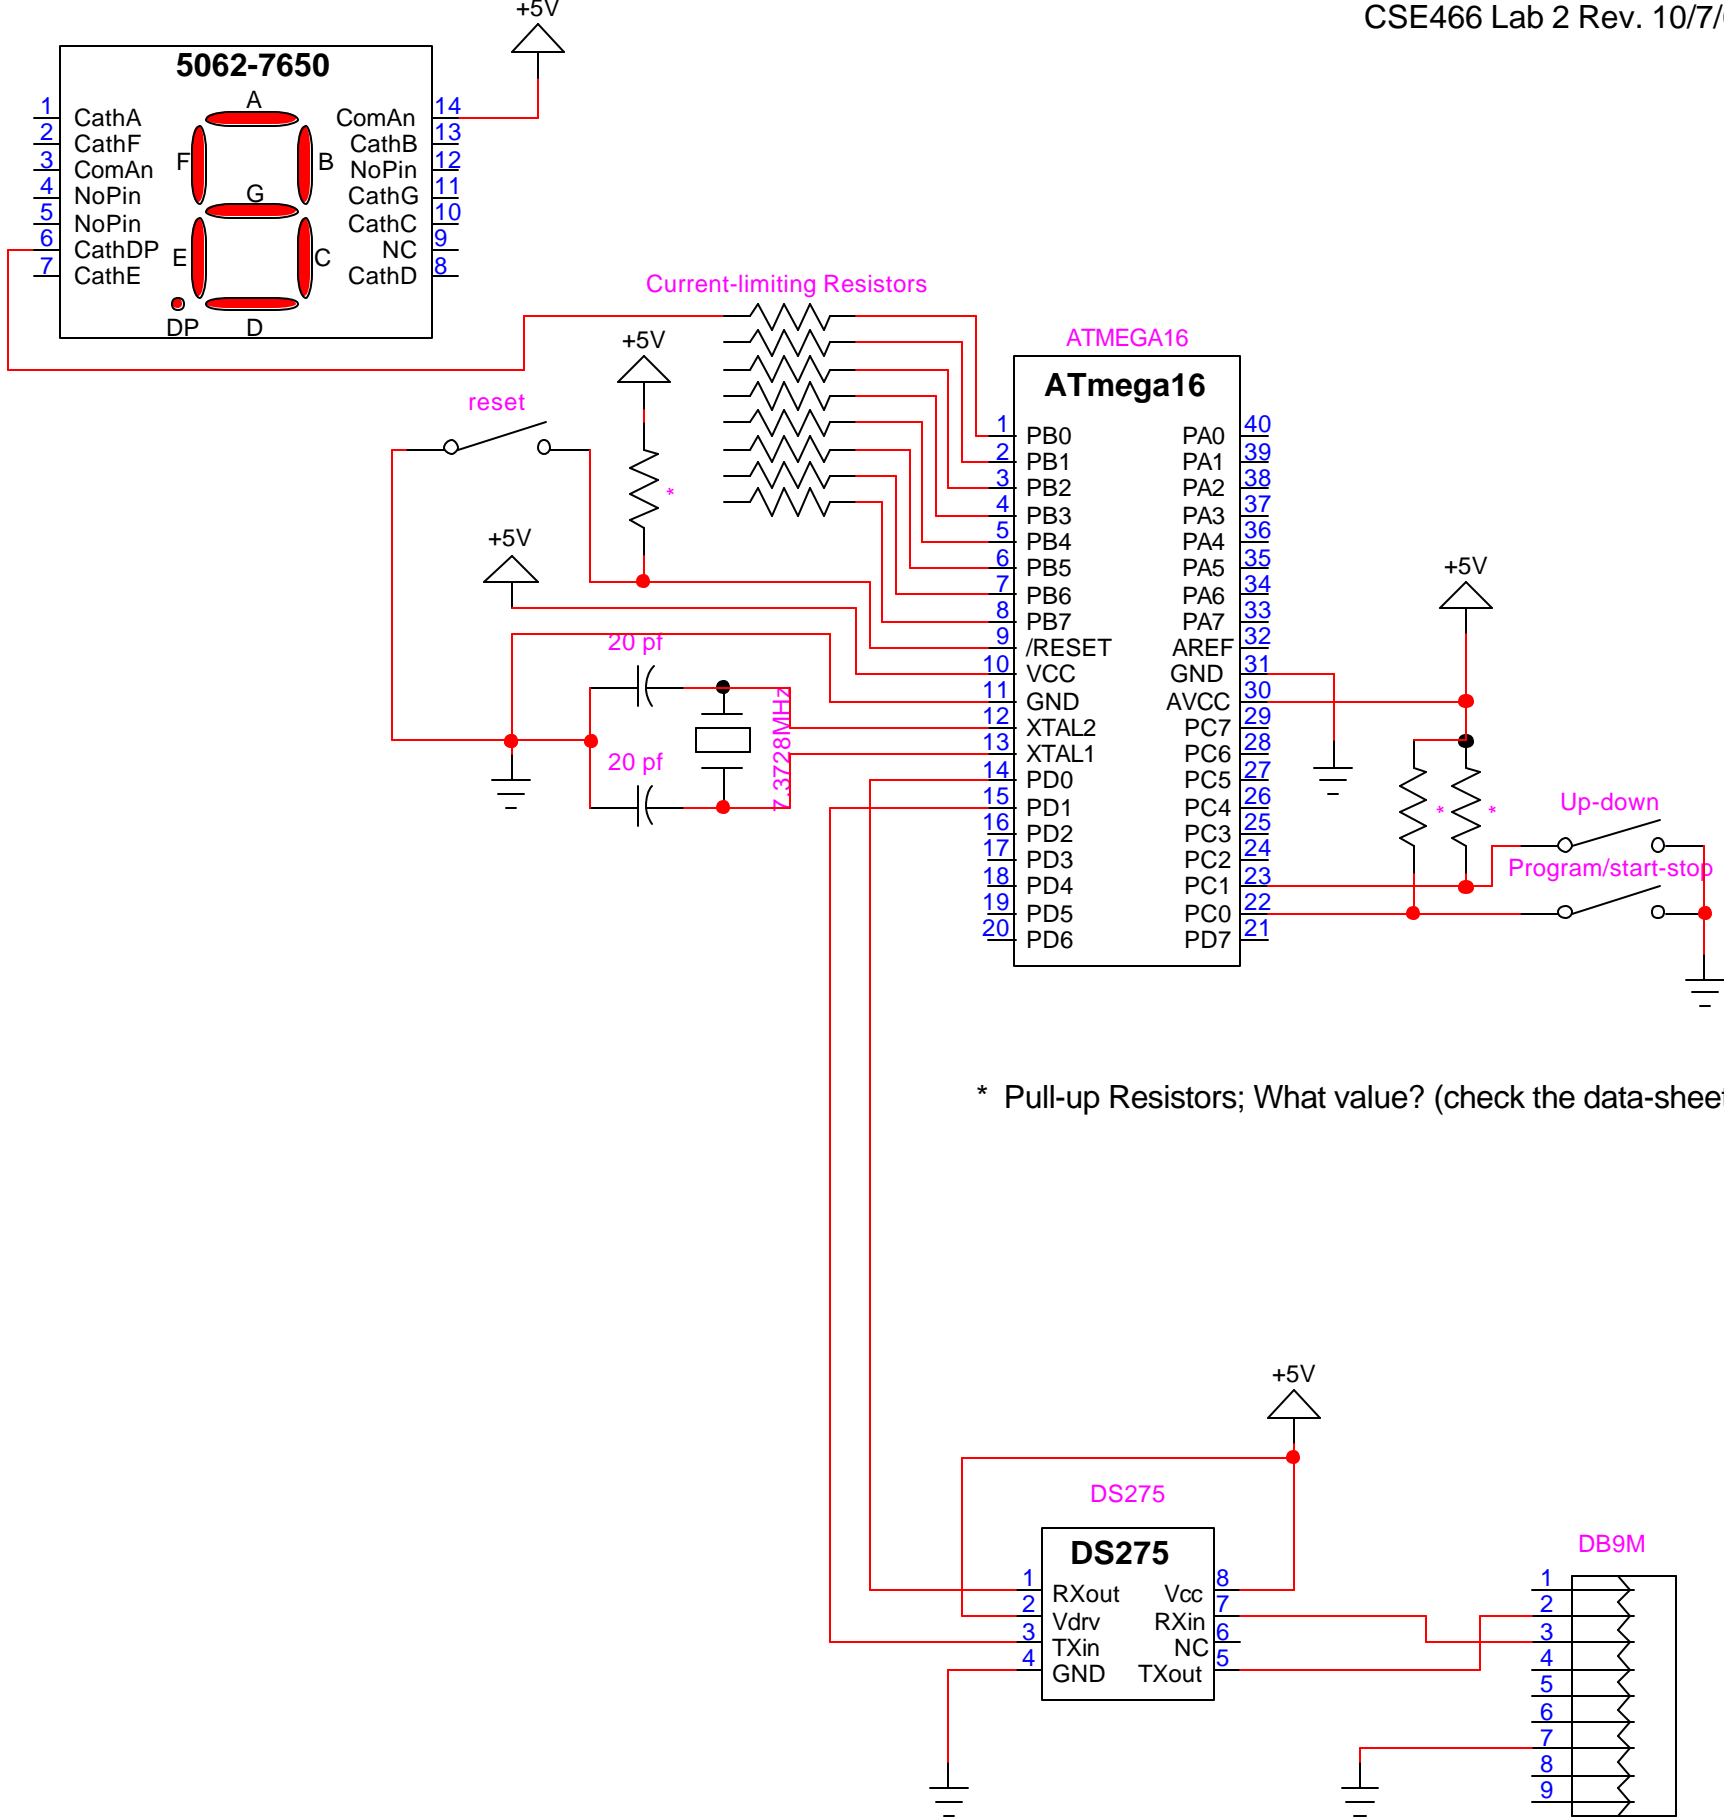 +5V
CSE466 Lab 2 Rev. 10/7/
5062-7650
1 CathA
2 CathF
3 ComAn
4 NoPin
5 NoPin
6 CathDP
7 CathE
A
F
B
G
E
C
DP
D
ComAn 14
CathB 13
NoPin 12
CathG 11
CathC 10
NC 9
CathD 8
Current-limiting Resistors
+5V
reset
*
+5V
20 pf
20 pf
7.3728MHz
ATMEGA16
ATmega16
1 PB0
2 PB1
3 PB2
4 PB3
5 PB4
6 PB5
7 PB6
8 PB7
9 /RESET
10 VCC
11 GND
12 XTAL2
13 XTAL1
14 PD0
15 PD1
16 PD2
17 PD3
18 PD4
19 PD5
20 PD6
PA0 40
PA1 39
PA2 38
PA3 37
PA4 36
PA5 35
PA6 34
PA7 33
AREF 32
GND 31
AVCC 30
PC7 29
PC6 28
PC5 27
PC4 26
PC3 25
PC2 24
PC1 23
PC0 22
PD7 21
+5V
* *
Up-down
Program/start-stop
* Pull-up Resistors; What value? (check the data-sheet
+5V
DS275
DS275
1 RXout
2 Vdrv
3 TXin
4 GND
Vcc 8
RXin 7
NC 6
TXout 5
DB9M
1
2
3
4
5
6
7
8
9